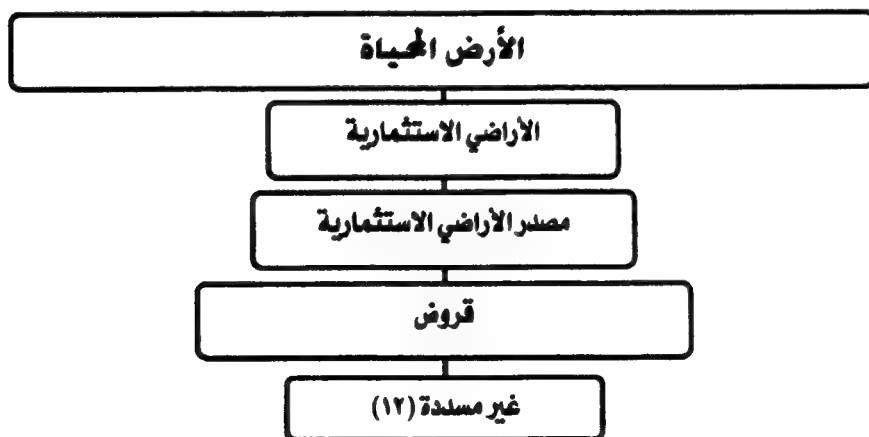 الأرض المحياة
الأراضي الاستثمارية
مصدر الأراضي الاستثمارية
قروض
غير مسددة (١٢)